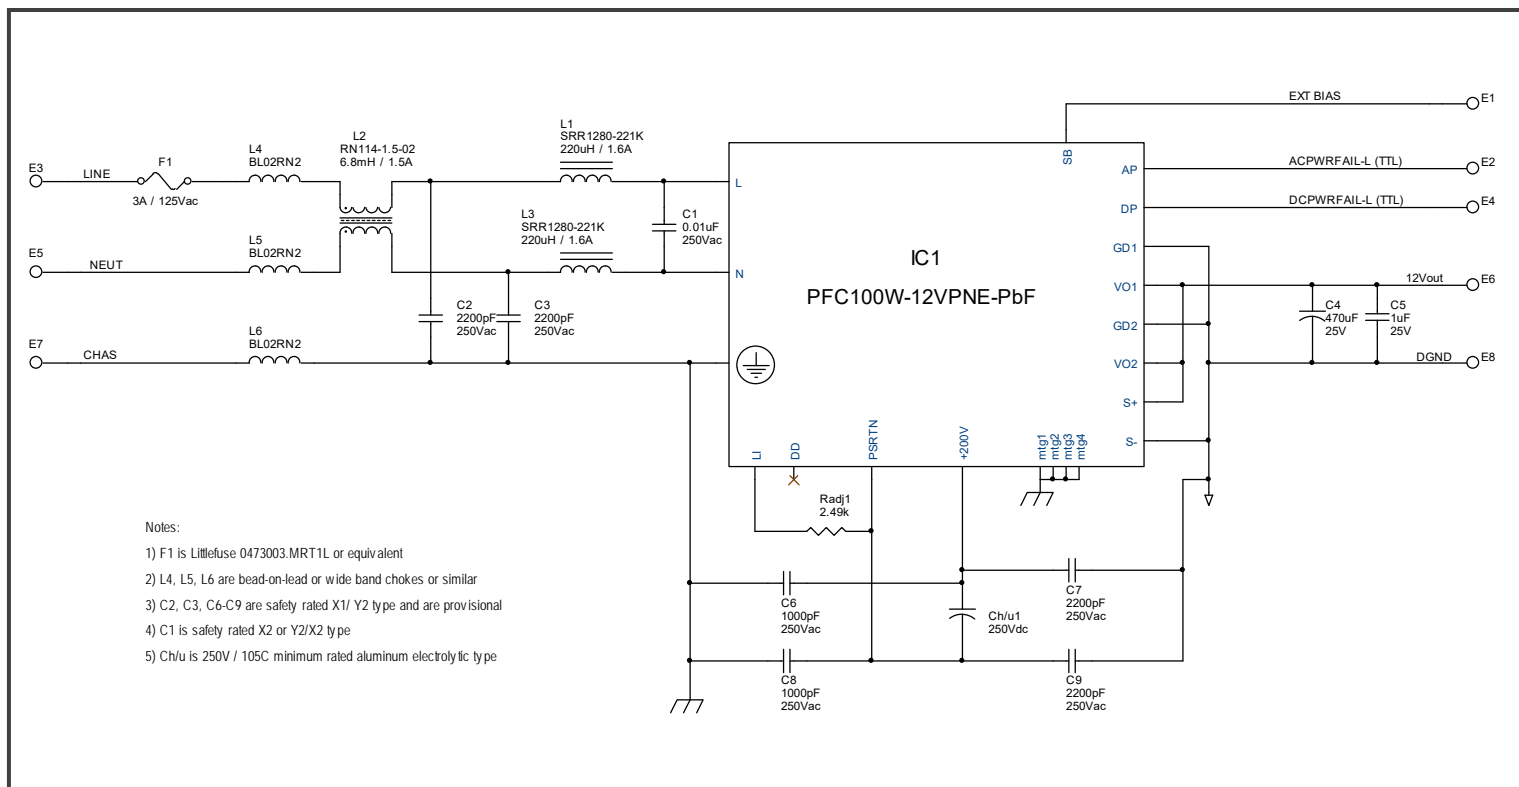 EXT BIAS
E1
L1
SRR1280-221K
220uH / 1.6A
L2
RN114-1.5-02
6.8mH / 1.5A
L4
BL02RN2
F1
3A / 125Vac
E3
LINE
SB
L
AP
ACPWRFAIL-L (TTL)
E2
DP
DCPWRFAIL-L (TTL)
E4
L3
SRR1280-221K
220uH / 1.6A
C1
0.01uF
250Vac
L5
BL02RN2
E5
NEUT
N
IC1
PFC100W-12VPNE-PbF
GD1
VO1
12Vout
E6
GD2
VO2
S+
S-
C4
470uF
25V
C5
1uF
25V
DGND
E8
C2
2200pF
250Vac
C3
2200pF
250Vac
L6
BL02RN2
E7
CHAS
LI
DD
PSRTN
+200V
mtg1
mtg2
mtg3
mtg4
Radj1
2.49k
C6
1000pF
250Vac
Ch/u1
250Vdc
C7
2200pF
250Vac
C8
1000pF
250Vac
C9
2200pF
250Vac
Notes:
1) F1 is Littlefuse 0473003.MRT1L or equivalent
2) L4, L5, L6 are bead-on-lead or wide band chokes or similar
3) C2, C3, C6-C9 are safety rated X1/ Y2 type and are provisional
4) C1 is safety rated X2 or Y2/X2 type
5) Ch/u is 250V / 105C minimum rated aluminum electrolytic type